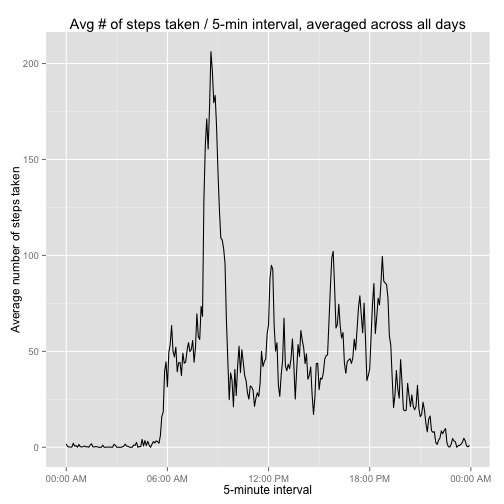 Avg # of steps taken / 5-min interval, averaged across all days
200
150
100
50
0
Average number of steps taken
00:00 AM 06:00 AM 12:00 PM 18:00 PM 00:00 AM
5-minute interval